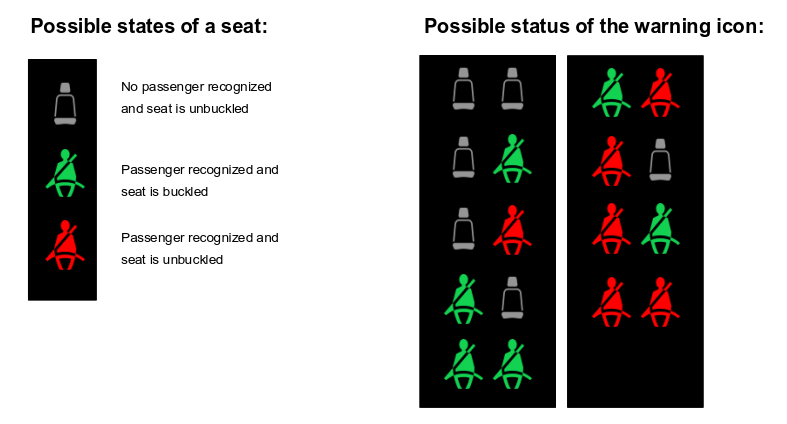 Possible states of a seat:
Possible status of the warning icon:
No passenger recognized
and seat is unbuckled
Passenger recognized and
seat is buckled
Passenger recognized and
seat is unbuckled